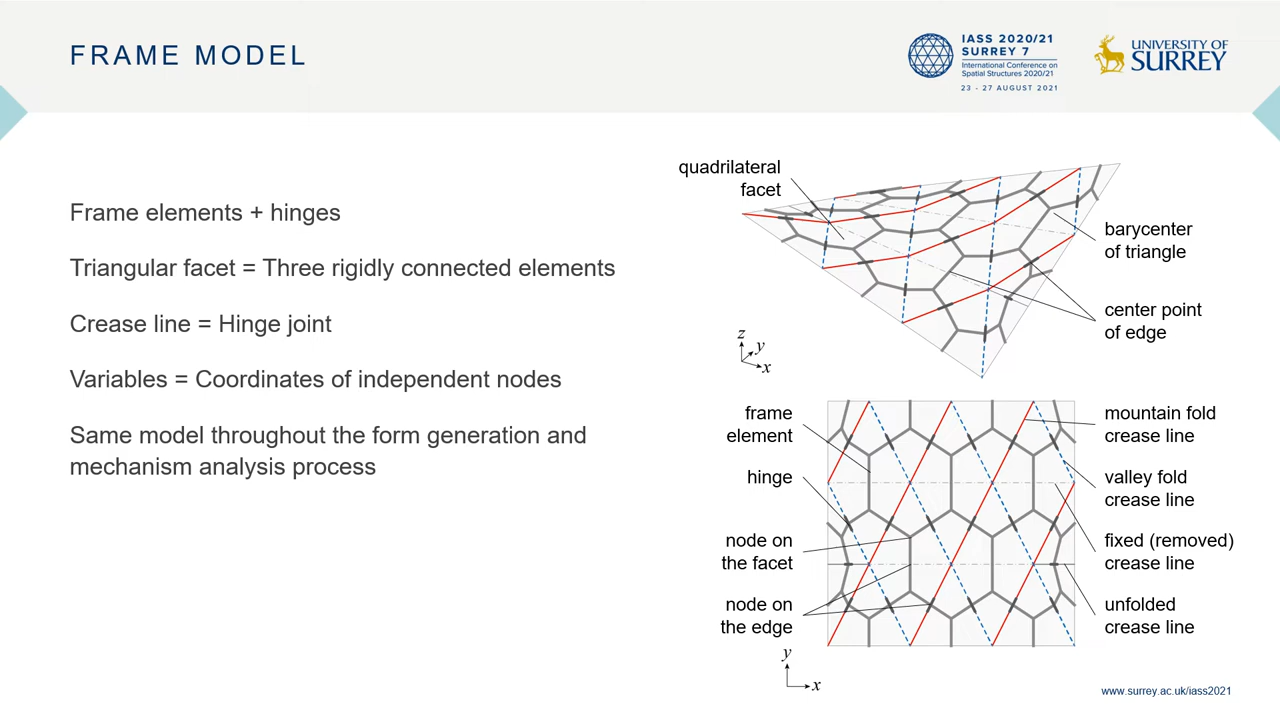 FRAME MODEL
IASS 2020/21
SURREY 7
International Conference on
Spatial Structures 2020/21
23 - 27 AUGUST 2021
UNIVERSITY OF
SURREY
Frame elements + hinges
Triangular facet = Three rigidly connected elements
Crease line = Hinge joint
Variables = Coordinates of independent nodes
Same model throughout the form generation and
mechanism analysis process
quadrilateral
facet
barycenter
of triangle
center point
of edge
z
y
x
frame
element
hinge
node on
the facet
node on
the edge
mountain fold
crease line
valley fold
crease line
fixed (removed)
crease line
unfolded
crease line
y
x
www.surrey.ac.uk/iass2021